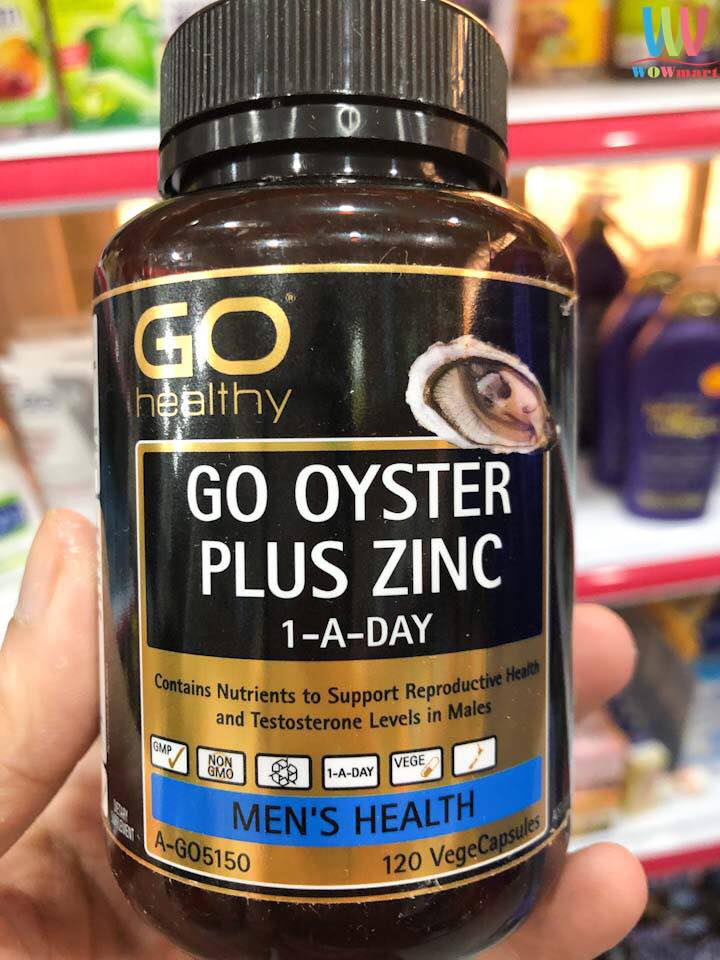 WOWmart
GO®
healthy
GO OYSTER
PLUS ZINC
1-A-DAY
Contains Nutrients to Support Reproductive Health
and Testosterone Levels in Males
GMP
NON
GMO
1-A-DAY
VEGE
MEN'S HEALTH
A-GO5150
120 VegeCapsules